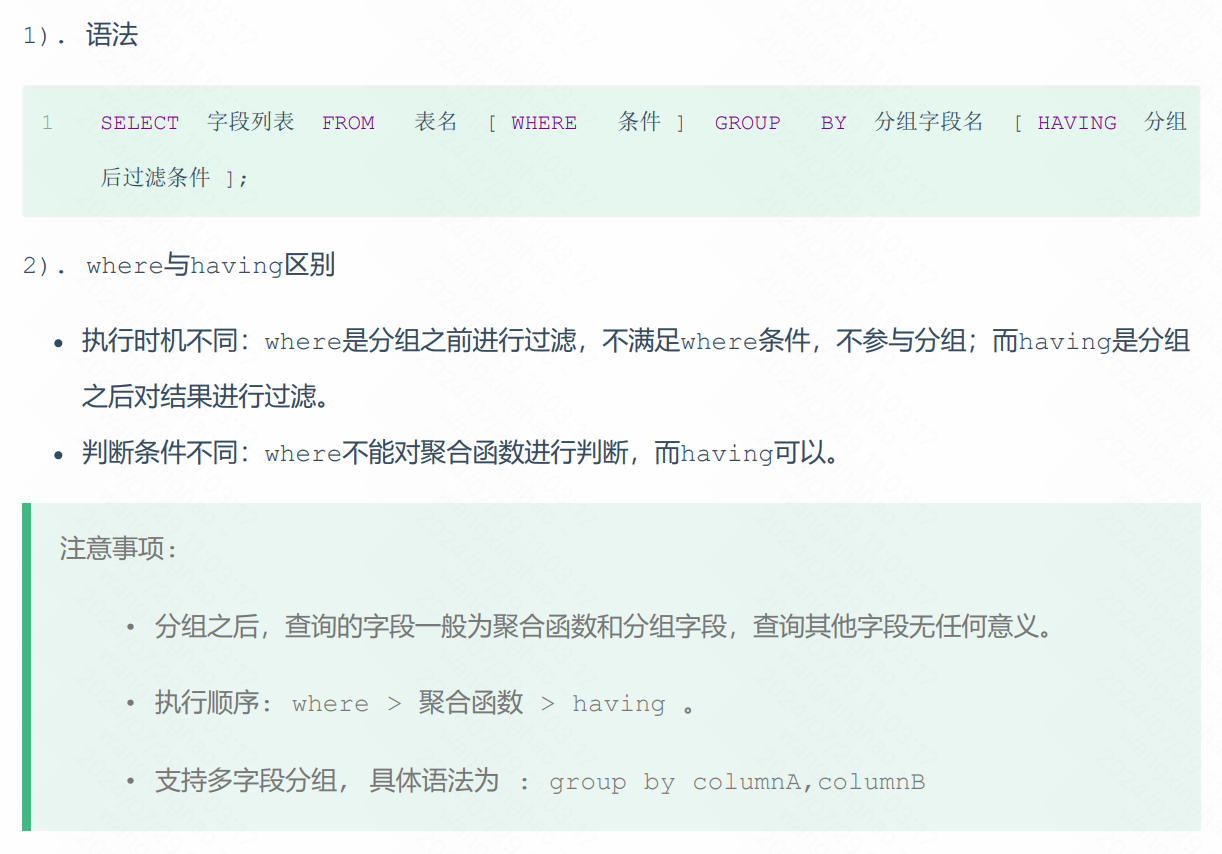 1). 语法
1 SELECT 字段列表 FROM 表名 [ WHERE 条件 ] GROUP BY 分组字段名 [ HAVING 分组
后过滤条件 ];
2). where与having区别
• 执行时机不同：where是分组之前进行过滤，不满足where条件，不参与分组；而having是分组
之后对结果进行过滤。
• 判断条件不同：where不能对聚合函数进行判断，而having可以。
注意事项:
• 分组之后，查询的字段一般为聚合函数和分组字段，查询其他字段无任何意义。
• 执行顺序: where > 聚合函数 > having 。
• 支持多字段分组, 具体语法为 : group by columnA,columnB